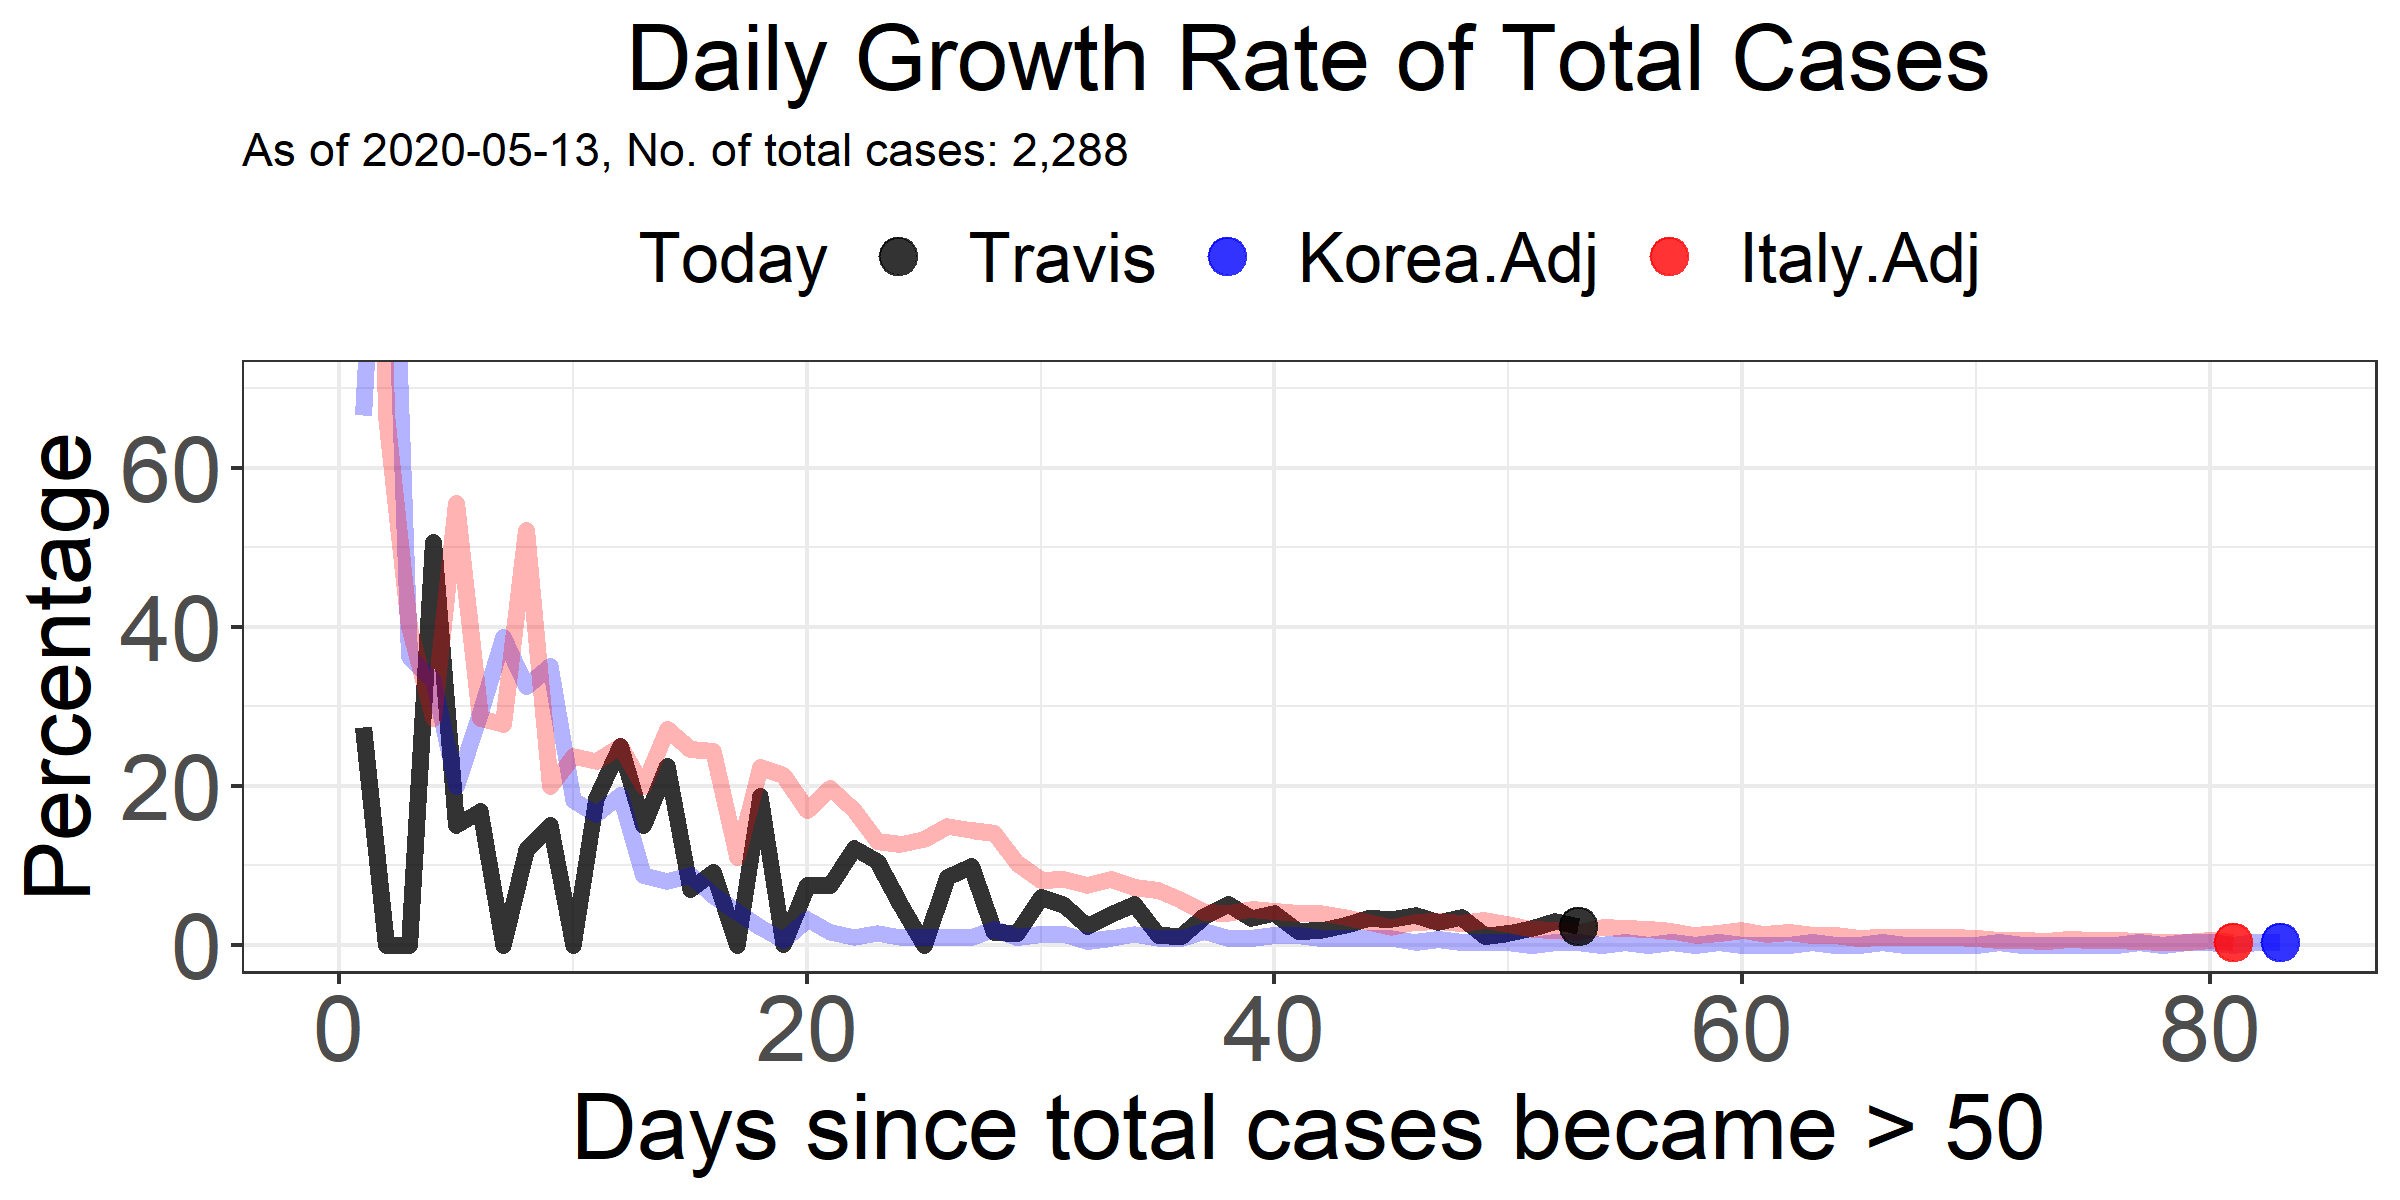 Daily Growth Rate of Total Cases
As of 2020-05-13, No. of total cases: 2,288
Today Travis Korea.Adj Italy.Adj
Percentage
60
40
20
0
0 20 40 60 80
Days since total cases became > 50